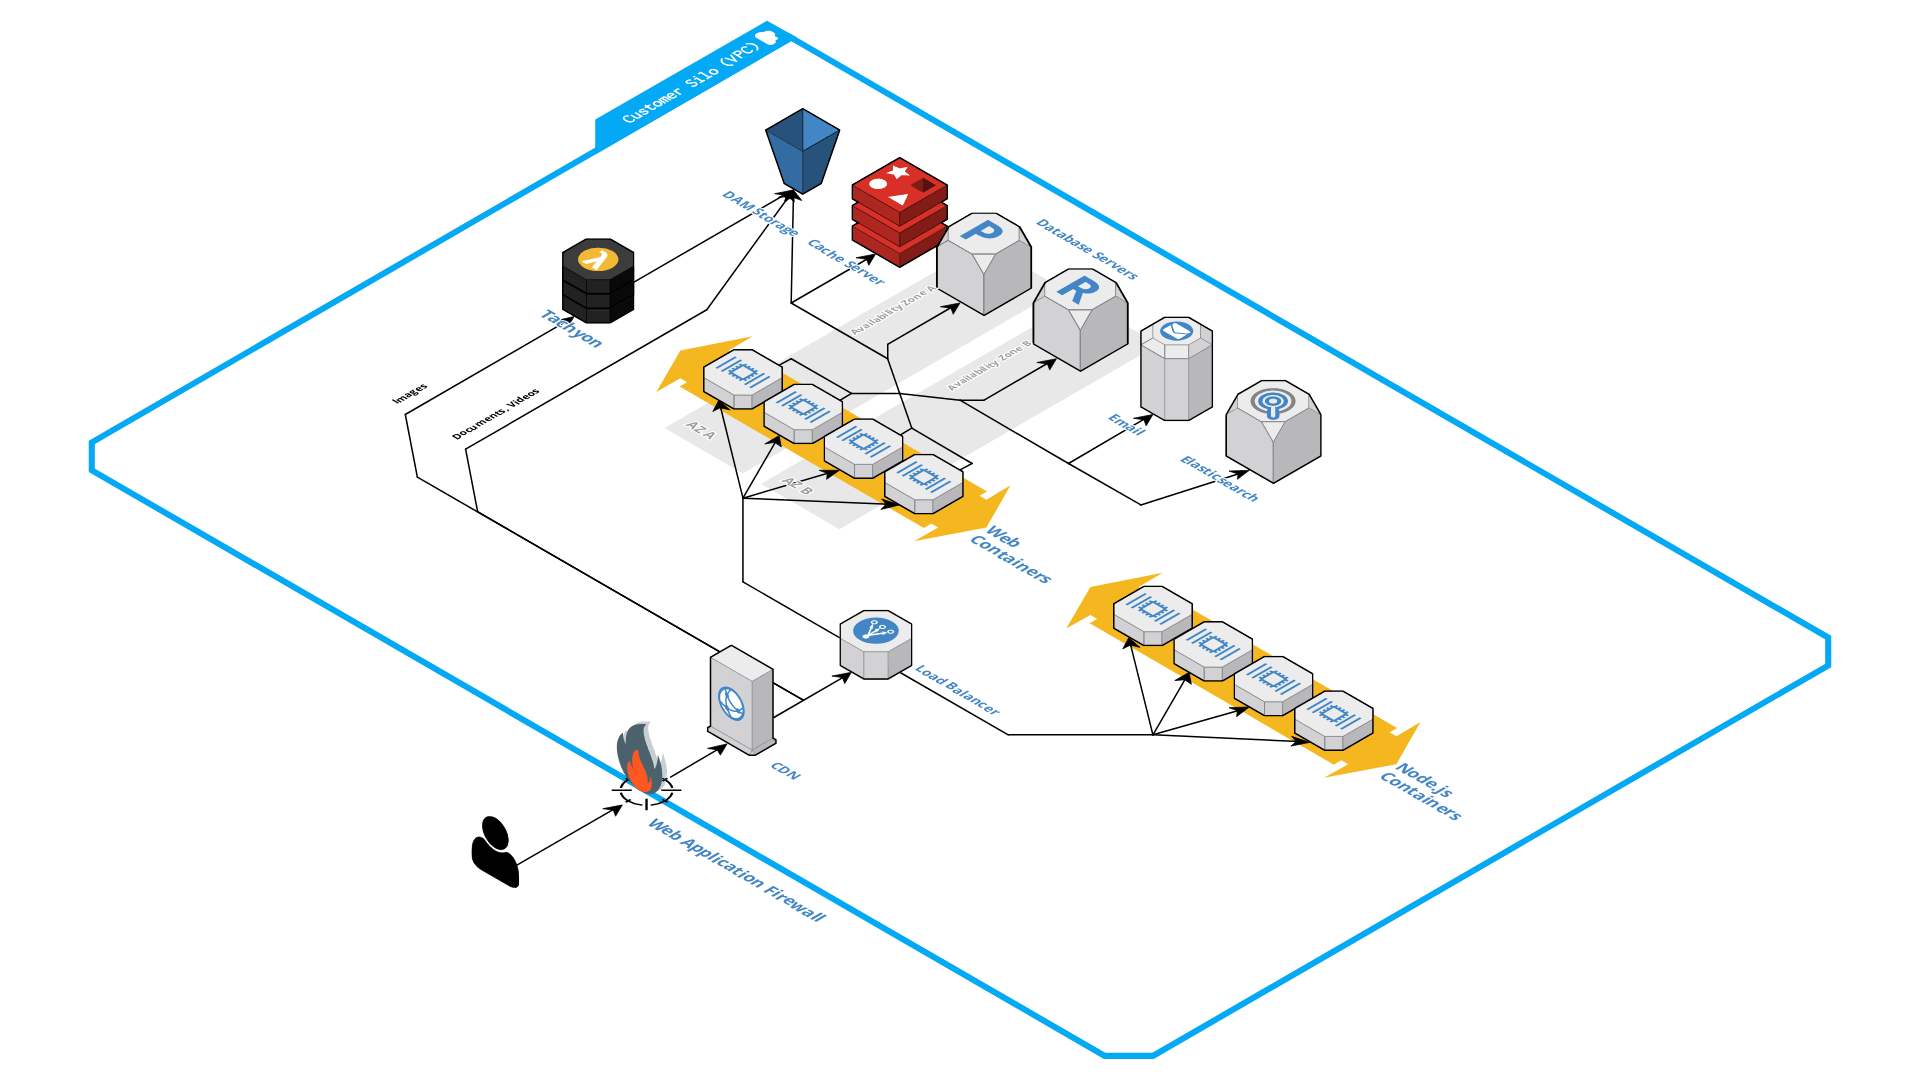 Customer Silo (VPC)
DAM Storage
Cache Server
Database Servers
P
R
Availability Zone A
Availability Zone B
Tachyon
Images
Documents, Videos
AZ A
AZ B
Email
Elasticsearch
Web
Containers
Load Balancer
CDN
Node.js
Containers
Web Application Firewall